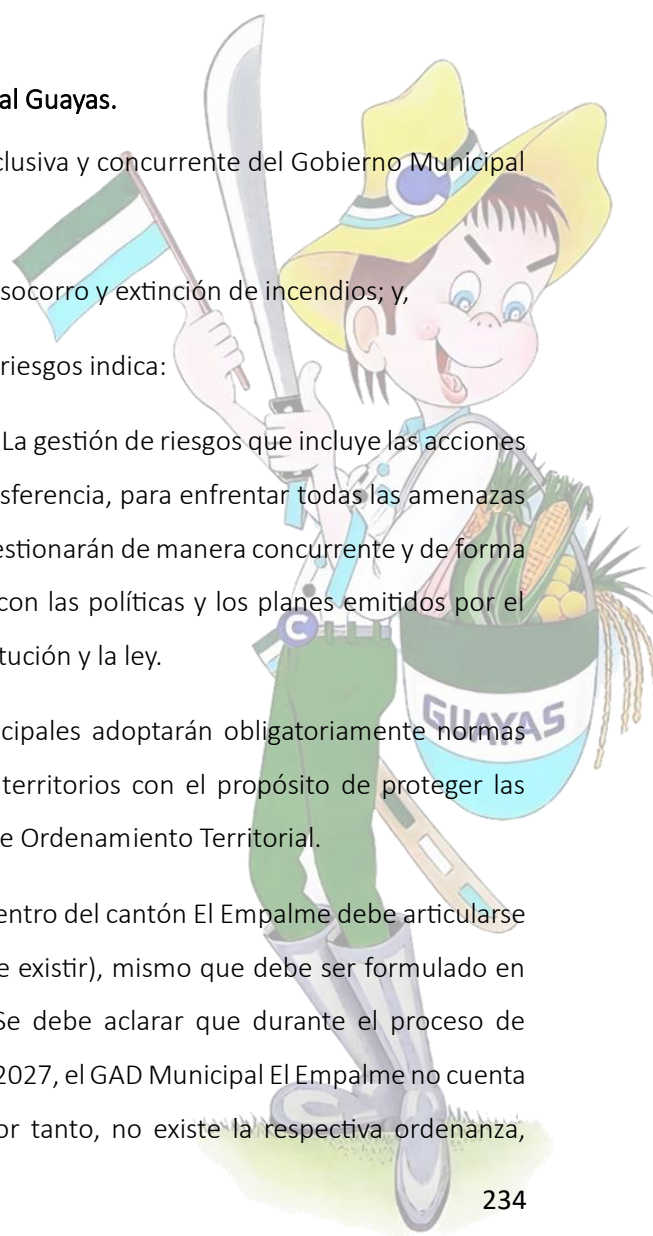 al Guayas.
clusiva y concurrente del Gobierno Municipal
socorro y extinción de incendios; y,
riesgos indica:
La gestión de riesgos que incluye las acciones
sferencia, para enfrentar todas las amenazas
estionarán de manera concurrente y de forma
con las políticas y los planes emitidos por el
tución y la ley.
GUAYAS
cipales adoptarán obligatoriamente normas
territorios con el propósito de proteger las
e Ordenamiento Territorial.
entro del cantón El Empalme debe articularse
e existir), mismo que debe ser formulado en
Se debe aclarar que durante el proceso de
2027, el GAD Municipal El Empalme no cuenta
or tanto, no existe la respectiva ordenanza,
234
C
C